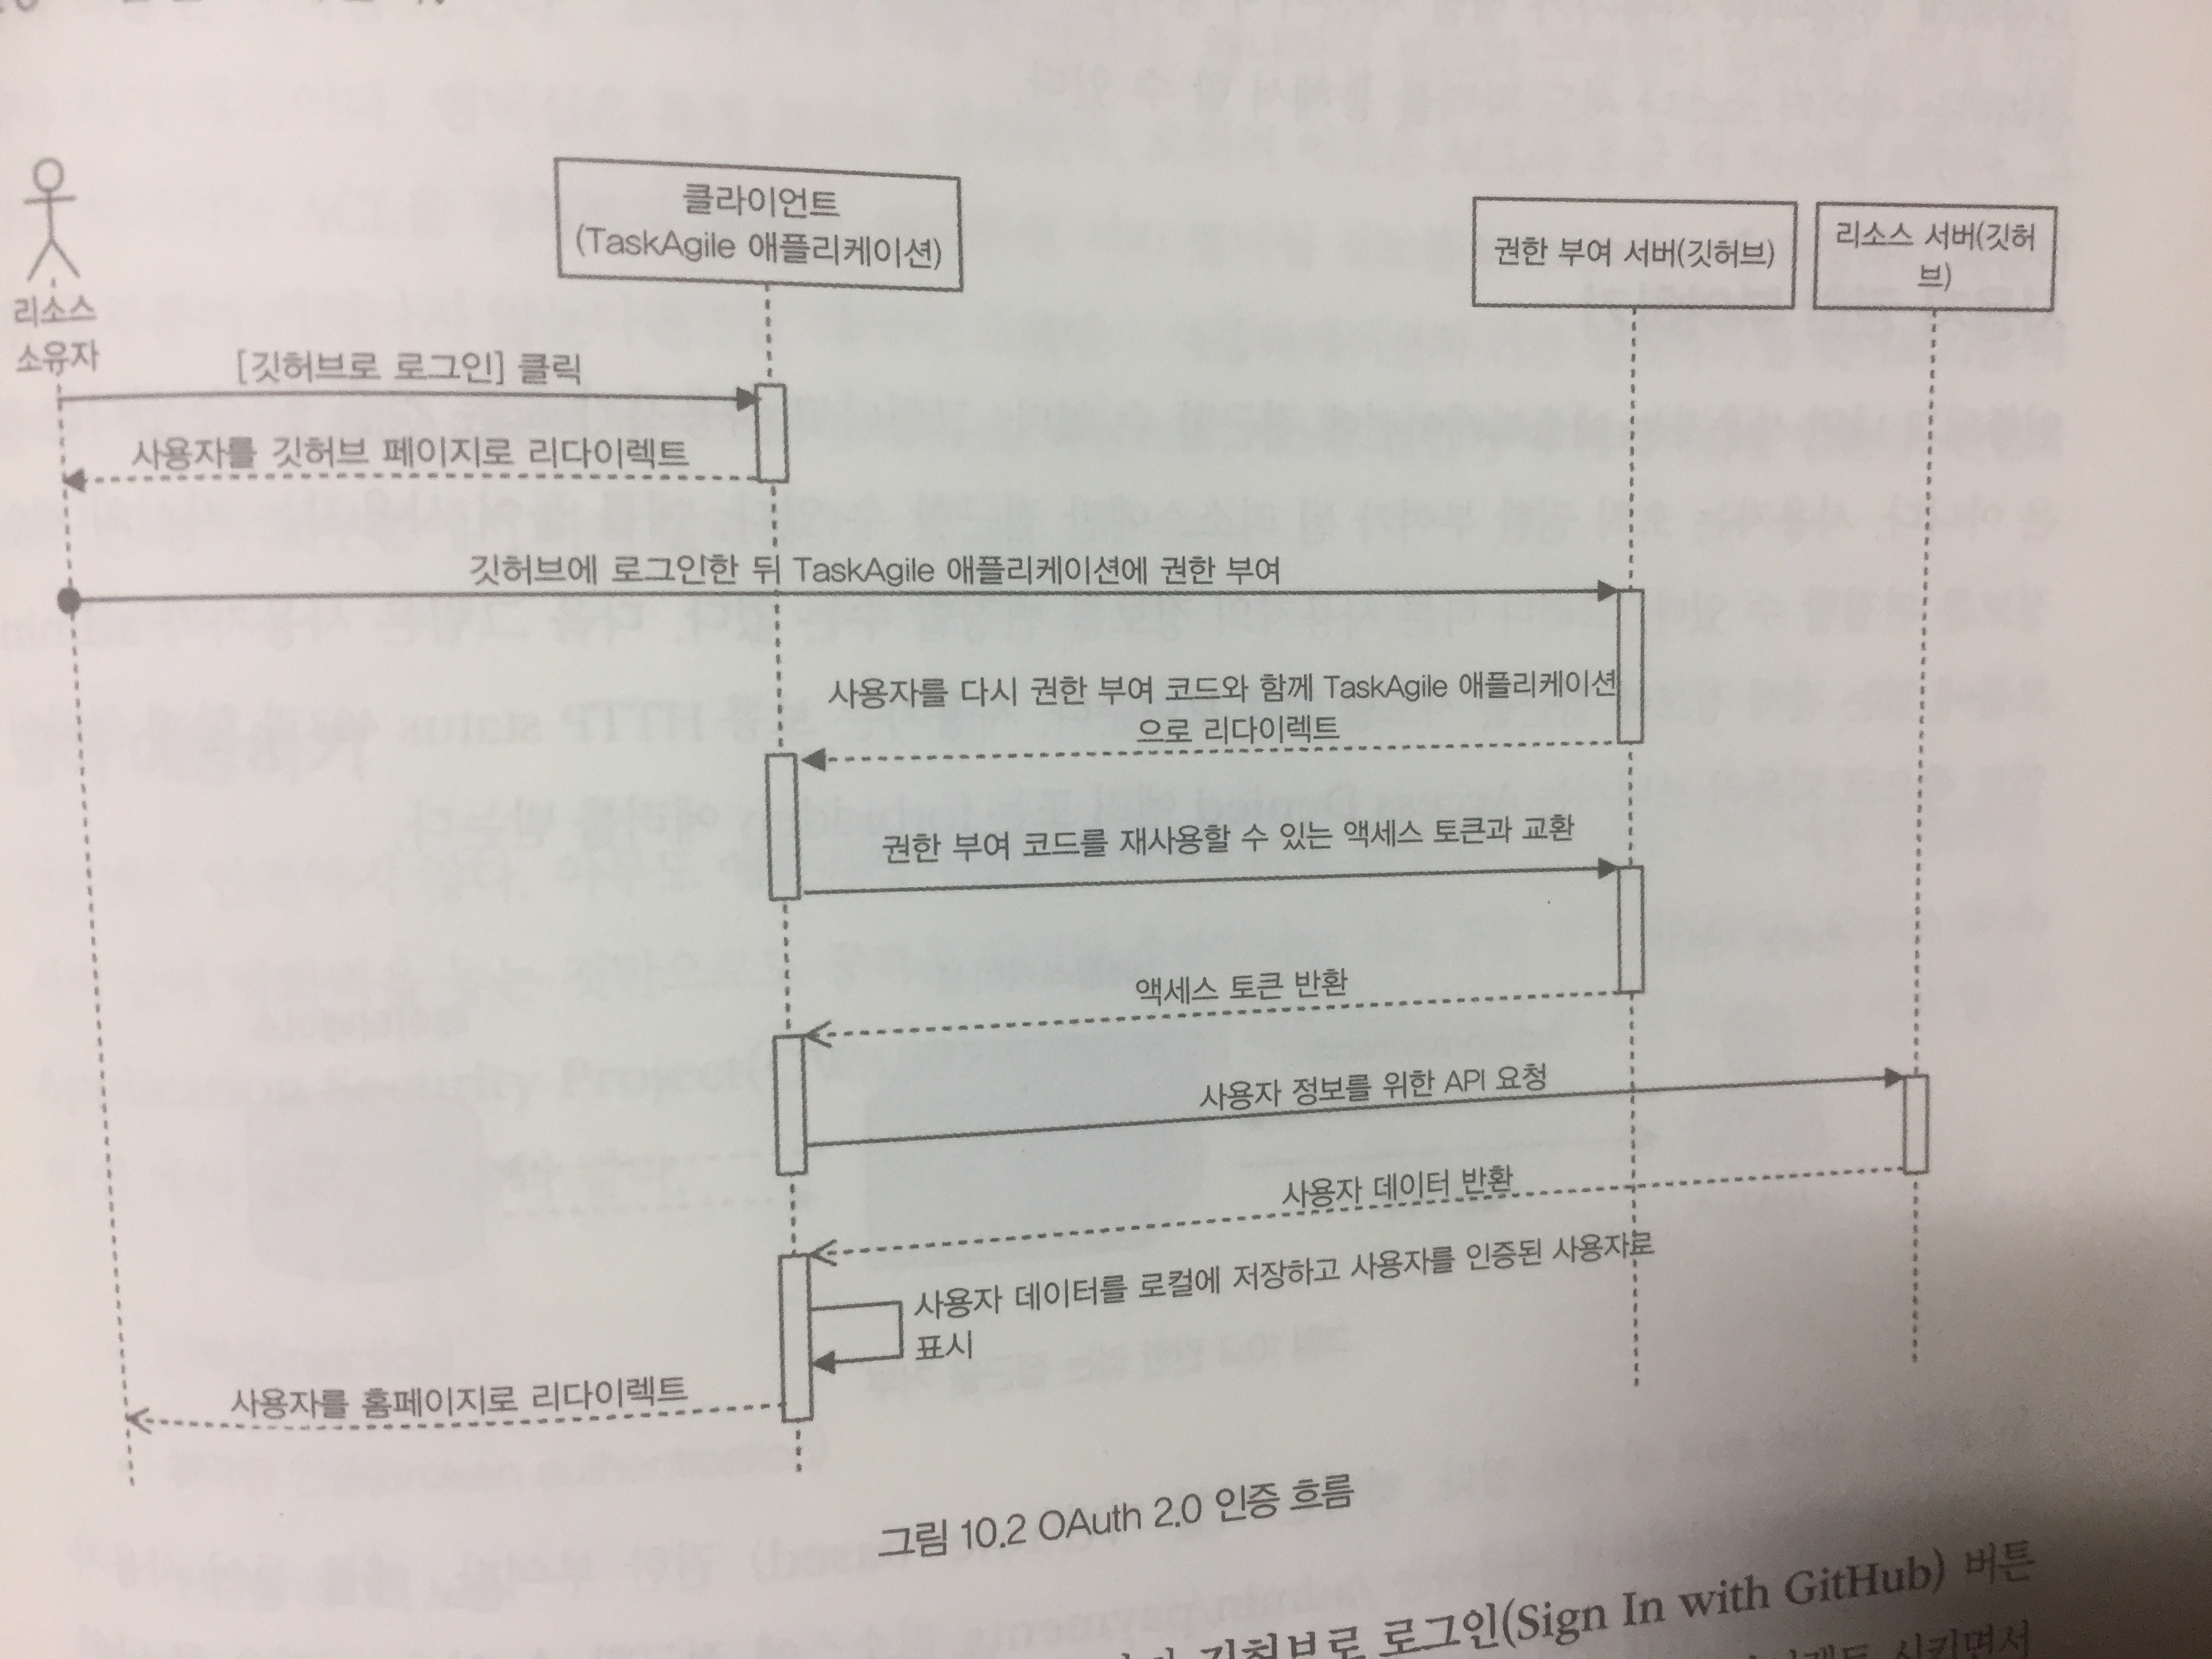 클라이언트
(TaskAgile 애플리케이션)
권한 부여 서버(깃허브)
리소스 서버(깃허
브)
리소스
소유자
[깃허브로 로그인] 클릭
사용자를 깃허브 페이지로 리다이렉트
깃허브에 로그인한 뒤 TaskAgile 애플리케이션에 권한 부여
사용자를 다시 권한 부여 코드와 함께 TaskAgile 애플리케이션
으로 리다이렉트
권한 부여 코드를 재사용할 수 있는 액세스 토큰과 교환
액세스 토큰 반환
사용자 정보를 위한 API 요청
사용자 데이터 반환
사용자 데이터를 로컬에 저장하고 사용자를 인증된 사용자로
표시
사용자를 홈페이지로 리다이렉트
그림 10.2 OAuth 2.0 인증 흐름
깃허브로 로그인(Sign In with GitHub) 버튼
시키면서